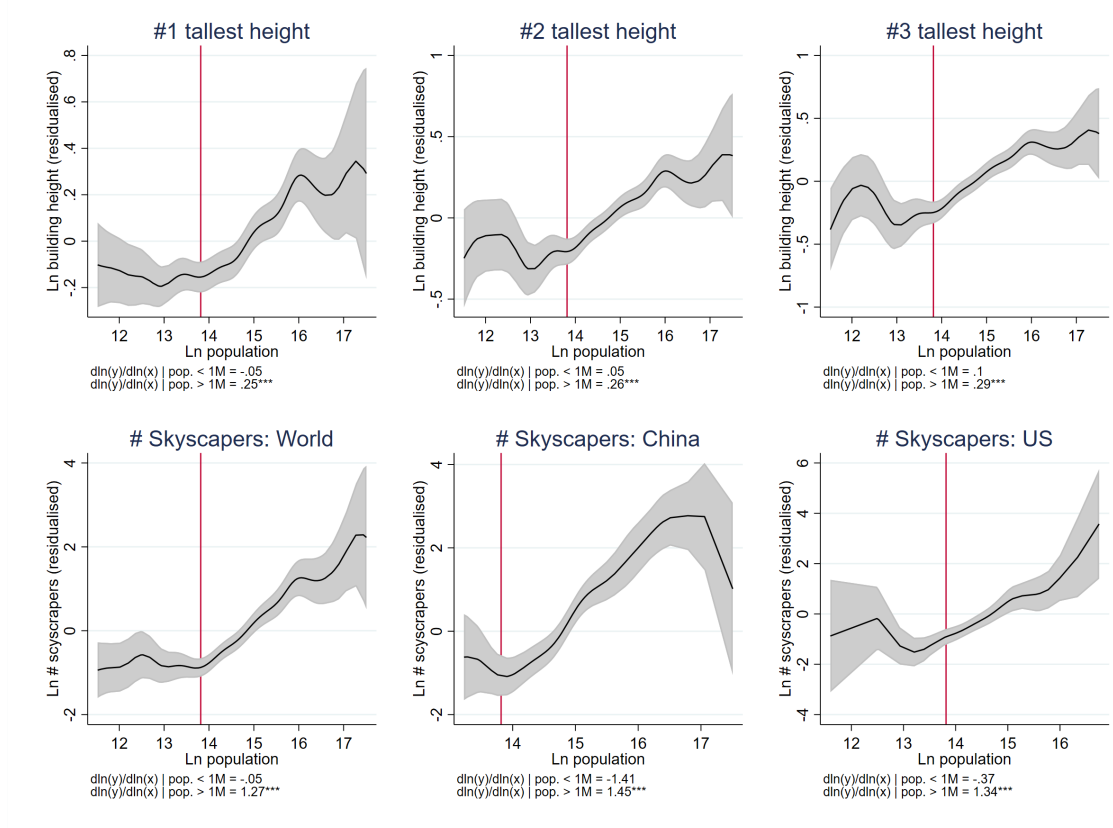 #1 tallest height
#2 tallest height
#3 tallest height
Ln building height (residualised)
.8
.6
.4
.2
0
-.2
12 13 14 15 16 17
Ln population
dln(y)/dln(x) | pop. < 1M = -.05
dln(y)/dln(x) | pop. > 1M = .25***
Ln building height (residualised)
1
.5
0
-.5
12 13 14 15 16 17
Ln population
dln(y)/dln(x) | pop. < 1M = .05
dln(y)/dln(x) | pop. > 1M = .26***
Ln building height (residualised)
1
.5
0
-.5
-1
12 13 14 15 16 17
Ln population
dln(y)/dln(x) | pop. < 1M = .1
dln(y)/dln(x) | pop. > 1M = .29***
# Skyscapers: World
# Skyscapers: China
# Skyscapers: US
Ln # scyscrapers (residualised)
4
2
0
-2
12 13 14 15 16 17
Ln population
dln(y)/dln(x) | pop. < 1M = -.05
dln(y)/dln(x) | pop. > 1M = 1.27***
Ln # scyscrapers (residualised)
4
2
0
-2
14 15 16 17
Ln population
dln(y)/dln(x) | pop. < 1M = -1.41
dln(y)/dln(x) | pop. > 1M = 1.45***
Ln # scyscrapers (residualised)
6
4
2
0
-2
-4
12 13 14 15 16
Ln population
dln(y)/dln(x) | pop. < 1M = -.37
dln(y)/dln(x) | pop. > 1M = 1.34***